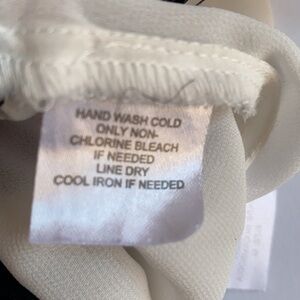 HAND WASH COLD
ONLY NON-
CHLORINE BLEACH
IF NEEDED
LINE DRY
COOL IRON IF NEEDED